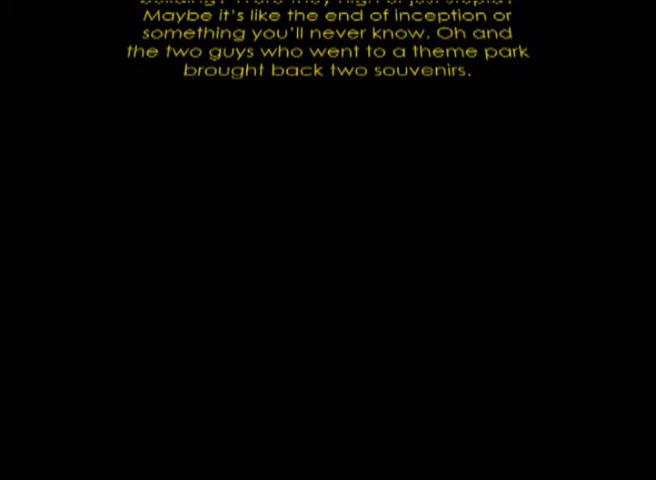 Maybe it's like the end of inception or
something you'll never know. Oh and
the two guys who went to a theme park
brought back two souvenirs.